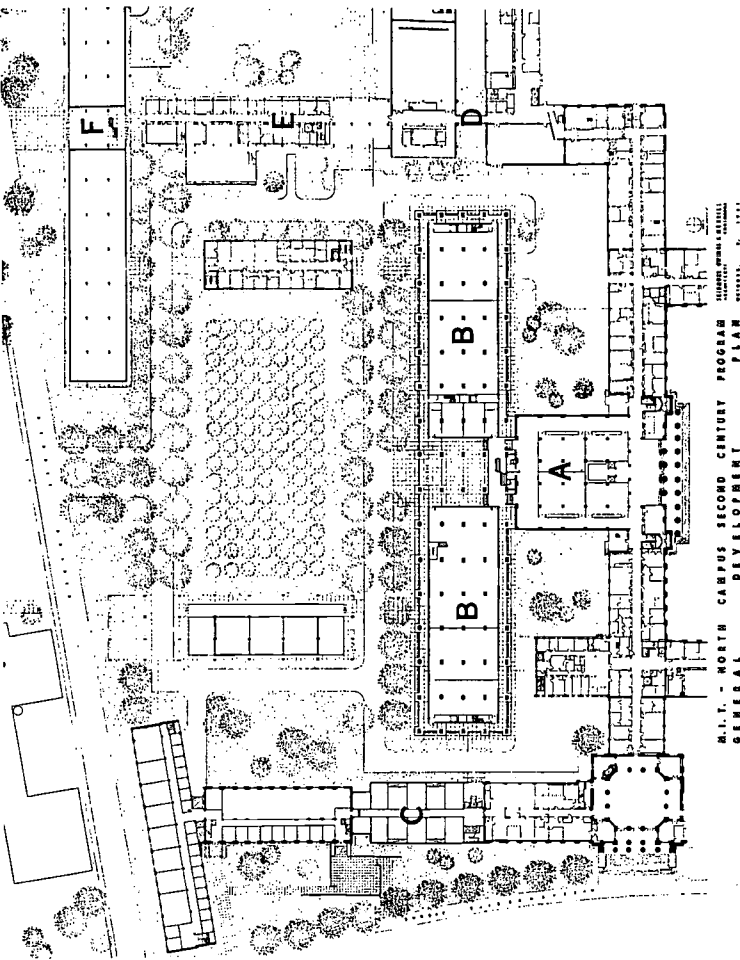 F
E
D
B
A
B
C
M.I.T. - NORTH CAMPUS SECOND CENTURY PROGRAM
GENERAL DEVELOPMENT PLAN